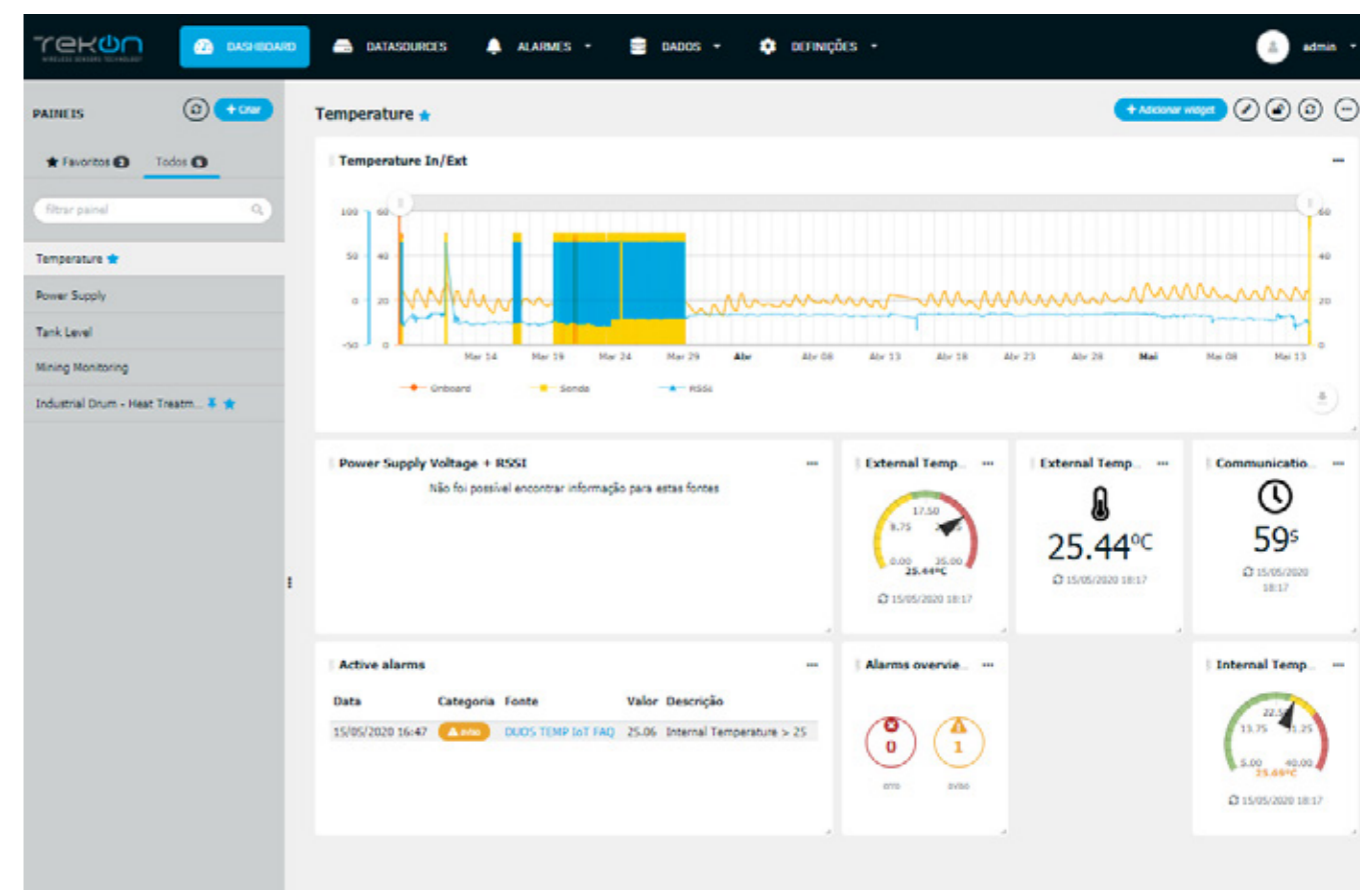 Tekon
WIRELESS SENSORS TECHNOLOGY
DASHBOARD
DATASOURCES
ALARMES
DADOS
DEFINIÇÕES
admin
PAINEIS
+ Criar
Favoritos
Todos
filtrar painel
Temperature
Power Supply
Tank Level
Mining Monitoring
Industrial Drum - Heat Treatm...
Temperature
+ Adicionar widget
Temperature In/Ext
100 60 60
50 40 40
0 20 20
-50 0 0
Mar 14 Mar 19 Mar 24 Mar 29 Abr Abr 08 Abr 13 Abr 18 Abr 23 Abr 28 Mai Mai 08 Mai 13
Onboard Sonda RSSI
Power Supply Voltage + RSSI
Não foi possível encontrar informação para estas fontes
External Temp...
17.50
8.75
0.00 35.00
25.44ºC
15/05/2020 18:17
External Temp...
25.44ºC
15/05/2020 18:17
Communicatio...
59s
15/05/2020
18:17
Active alarms
Data Categoria Fonte Valor Descrição
15/05/2020 16:47 aviso DUOS TEMP IoT FAQ 25.06 Internal Temperature > 25
Alarms overvie...
0 1
erro aviso
Internal Temp...
22.50
13.75 31.25
5.00 40.00
15/05/2020 18:17